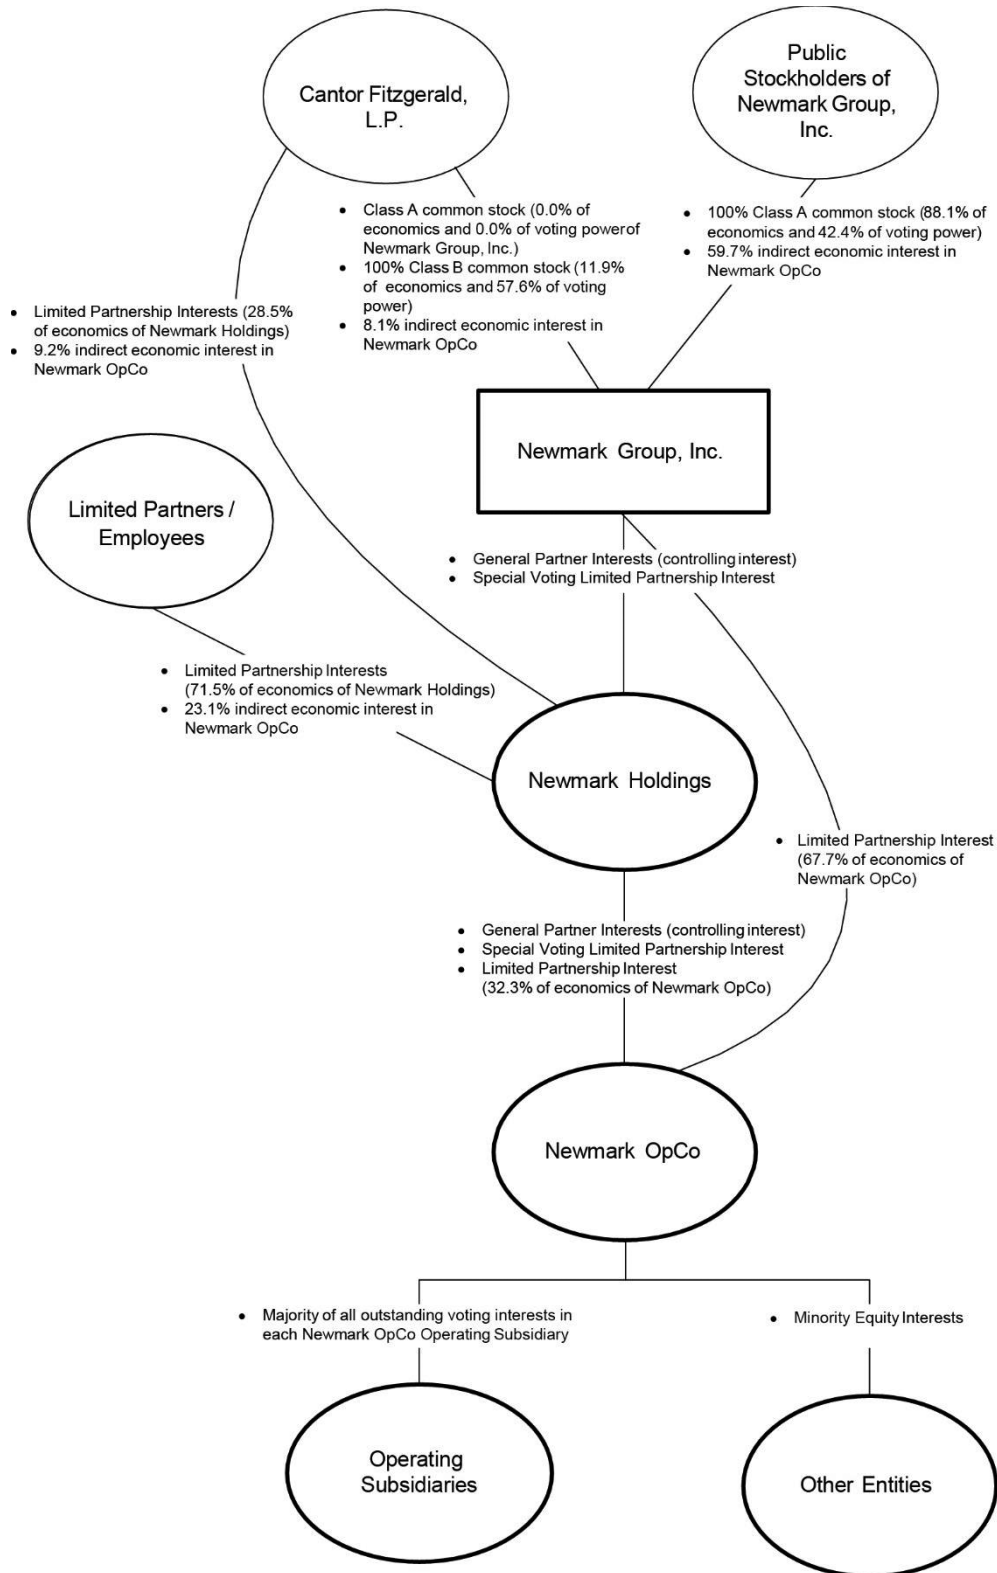 Cantor Fitzgerald,
L.P.
Public
Stockholders of
Newmark Group,
Inc.
• Class A common stock (0.0% of
economics and 0.0% of voting power of
Newmark Group, Inc.)
• 100% Class B common stock (11.9%
of economics and 57.6% of voting
power)
• 8.1% indirect economic interest in
Newmark OpCo
• 100% Class A common stock (88.1% of
economics and 42.4% of voting power)
• 59.7% indirect economic interest in
Newmark OpCo
• Limited Partnership Interests (28.5%
of economics of Newmark Holdings)
• 9.2% indirect economic interest in
Newmark OpCo
Newmark Group, Inc.
Limited Partners /
Employees
• General Partner Interests (controlling interest)
• Special Voting Limited Partnership Interest
• Limited Partnership Interests
(71.5% of economics of Newmark Holdings)
• 23.1% indirect economic interest in
Newmark OpCo
Newmark Holdings
• Limited Partnership Interest
(67.7% of economics of
Newmark OpCo)
• General Partner Interests (controlling interest)
• Special Voting Limited Partnership Interest
• Limited Partnership Interest
(32.3% of economics of Newmark OpCo)
Newmark OpCo
• Majority of all outstanding voting interests in
each Newmark OpCo Operating Subsidiary
• Minority Equity Interests
Operating
Subsidiaries
Other Entities